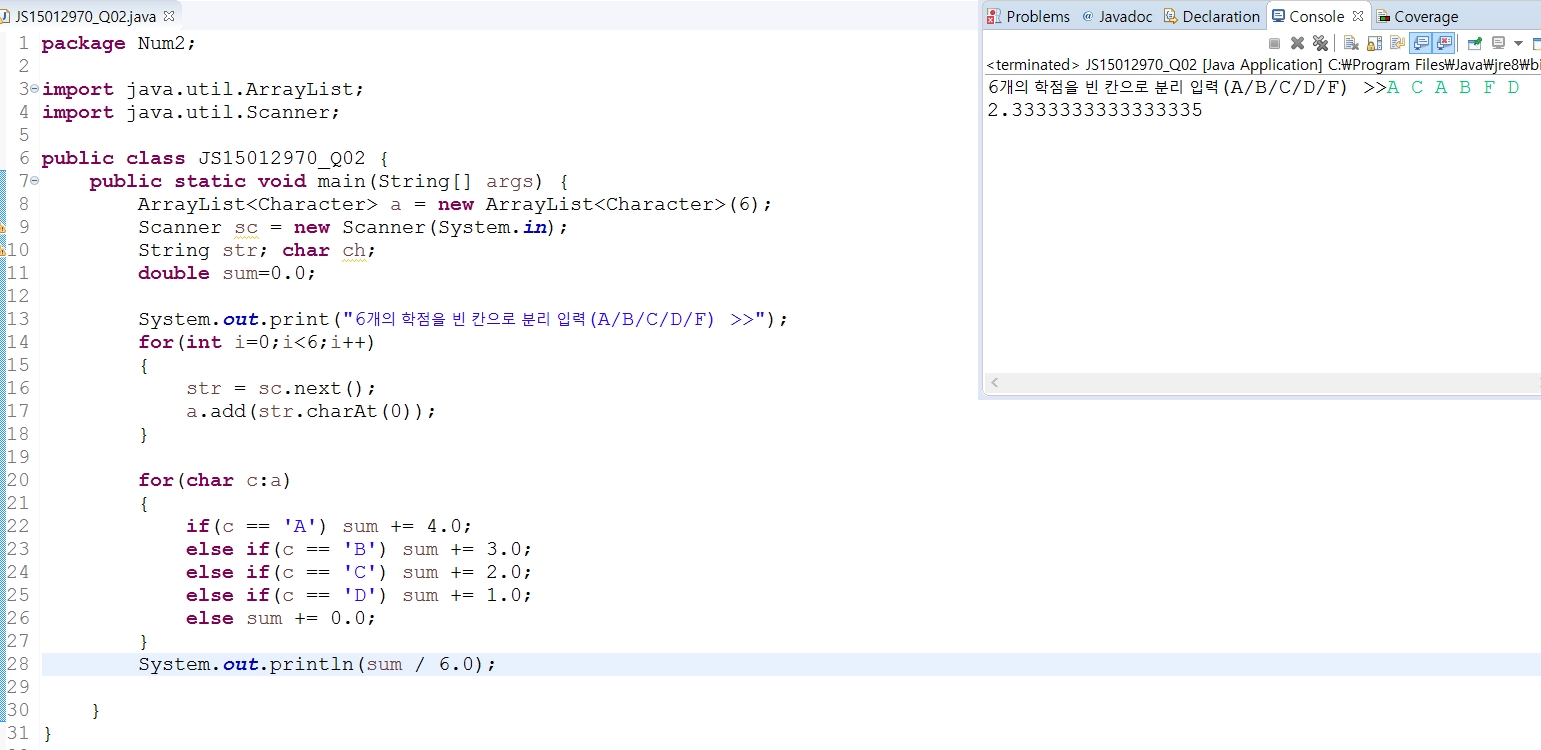 JS15012970_Q02.java
1 package Num2;
2
3 import java.util.ArrayList;
4 import java.util.Scanner;
5
6 public class JS15012970_Q02 {
7     public static void main(String[] args) {
8         ArrayList<Character> a = new ArrayList<Character>(6);
9         Scanner sc = new Scanner(System.in);
10         String str; char ch;
11         double sum=0.0;
12
13         System.out.print("6개의 학점을 빈 칸으로 분리 입력(A/B/C/D/F) >>");
14         for(int i=0;i<6;i++)
15         {
16             str = sc.next();
17             a.add(str.charAt(0));
18         }
19
20         for(char c:a)
21         {
22             if(c == 'A') sum += 4.0;
23             else if(c == 'B') sum += 3.0;
24             else if(c == 'C') sum += 2.0;
25             else if(c == 'D') sum += 1.0;
26             else sum += 0.0;
27         }
28         System.out.println(sum / 6.0);
29
30     }
31 }
Problems @ Javadoc Declaration Console Coverage
<terminated> JS15012970_Q02 [Java Application] C:₩Program Files₩Java₩jre8₩bi
6개의 학점을 빈 칸으로 분리 입력(A/B/C/D/F) >>A C A B F D
2.3333333333333335